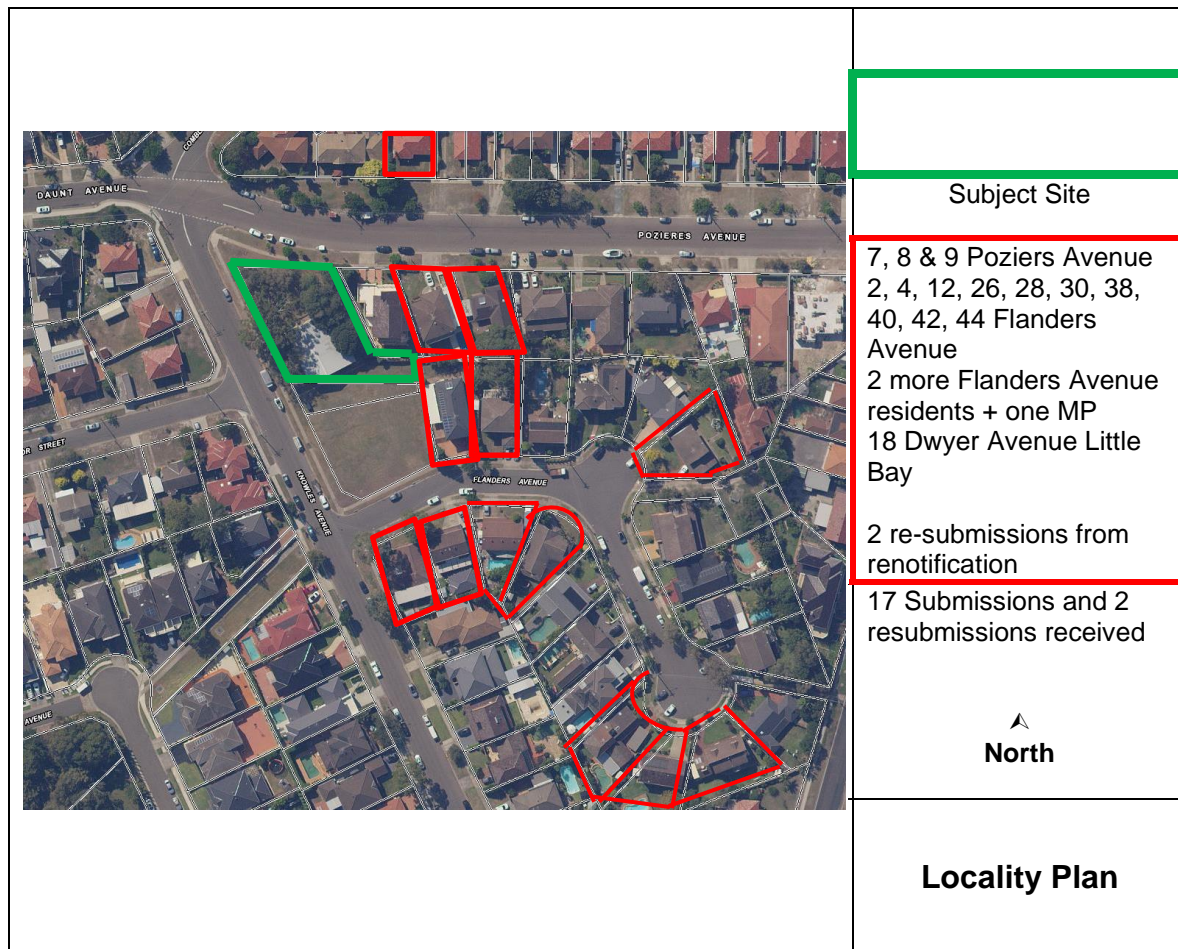 DAUNT AVENUE
POZIERES AVENUE
KNOWLES AVENUE
FLANDERS AVENUE
STREET
AVENUE
Subject Site
7, 8 & 9 Poziers Avenue
2, 4, 12, 26, 28, 30, 38,
40, 42, 44 Flanders
Avenue
2 more Flanders Avenue
residents + one MP
18 Dwyer Avenue Little
Bay
2 re-submissions from
renotification
17 Submissions and 2
resubmissions received
North
Locality Plan